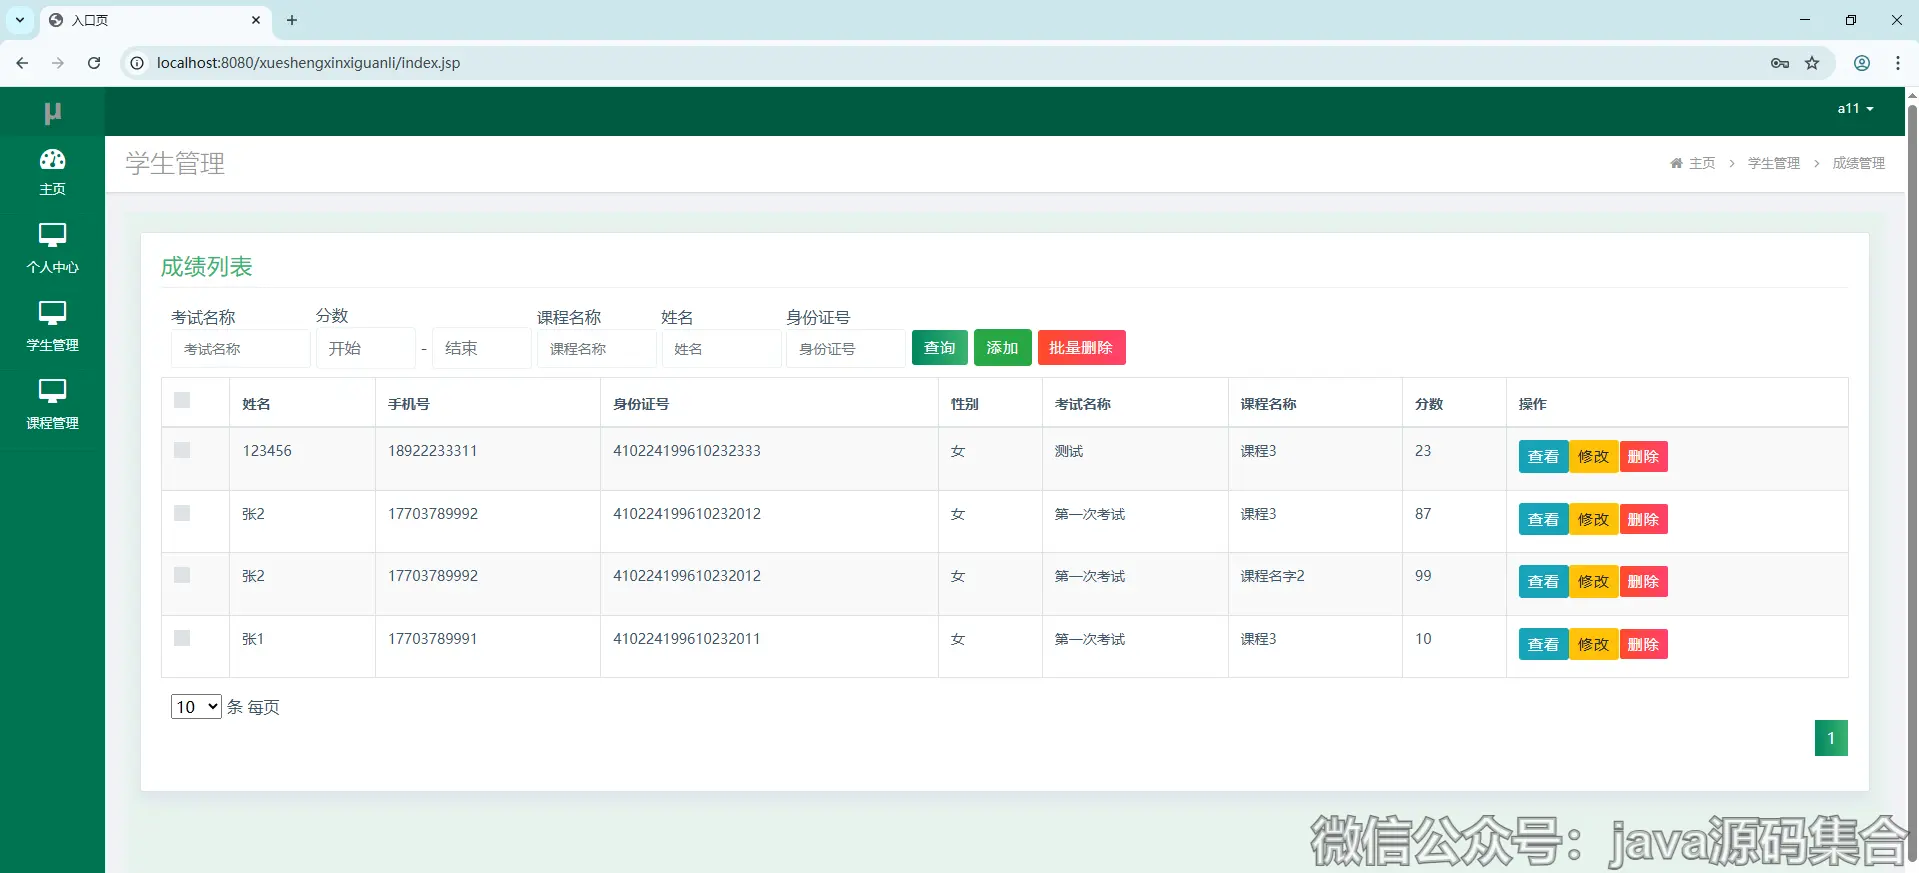 入口页
localhost:8080/xueshengxinxiguanli/index.jsp
µ
a11
主页
个人中心
学生管理
课程管理
学生管理
主页 > 学生管理 > 成绩管理
成绩列表
考试名称 分数 课程名称 姓名 身份证号
考试名称 开始 - 结束 课程名称 姓名 身份证号 查询 添加 批量删除
姓名 手机号 身份证号 性别 考试名称 课程名称 分数 操作
123456 18922233311 410224199610232333 女 测试 课程3 23 查看 修改 删除
张2 17703789992 410224199610232012 女 第一次考试 课程3 87 查看 修改 删除
张2 17703789992 410224199610232012 女 第一次考试 课程名字2 99 查看 修改 删除
张1 17703789991 410224199610232011 女 第一次考试 课程3 10 查看 修改 删除
10 条 每页
1
微信公众号：java源码集合